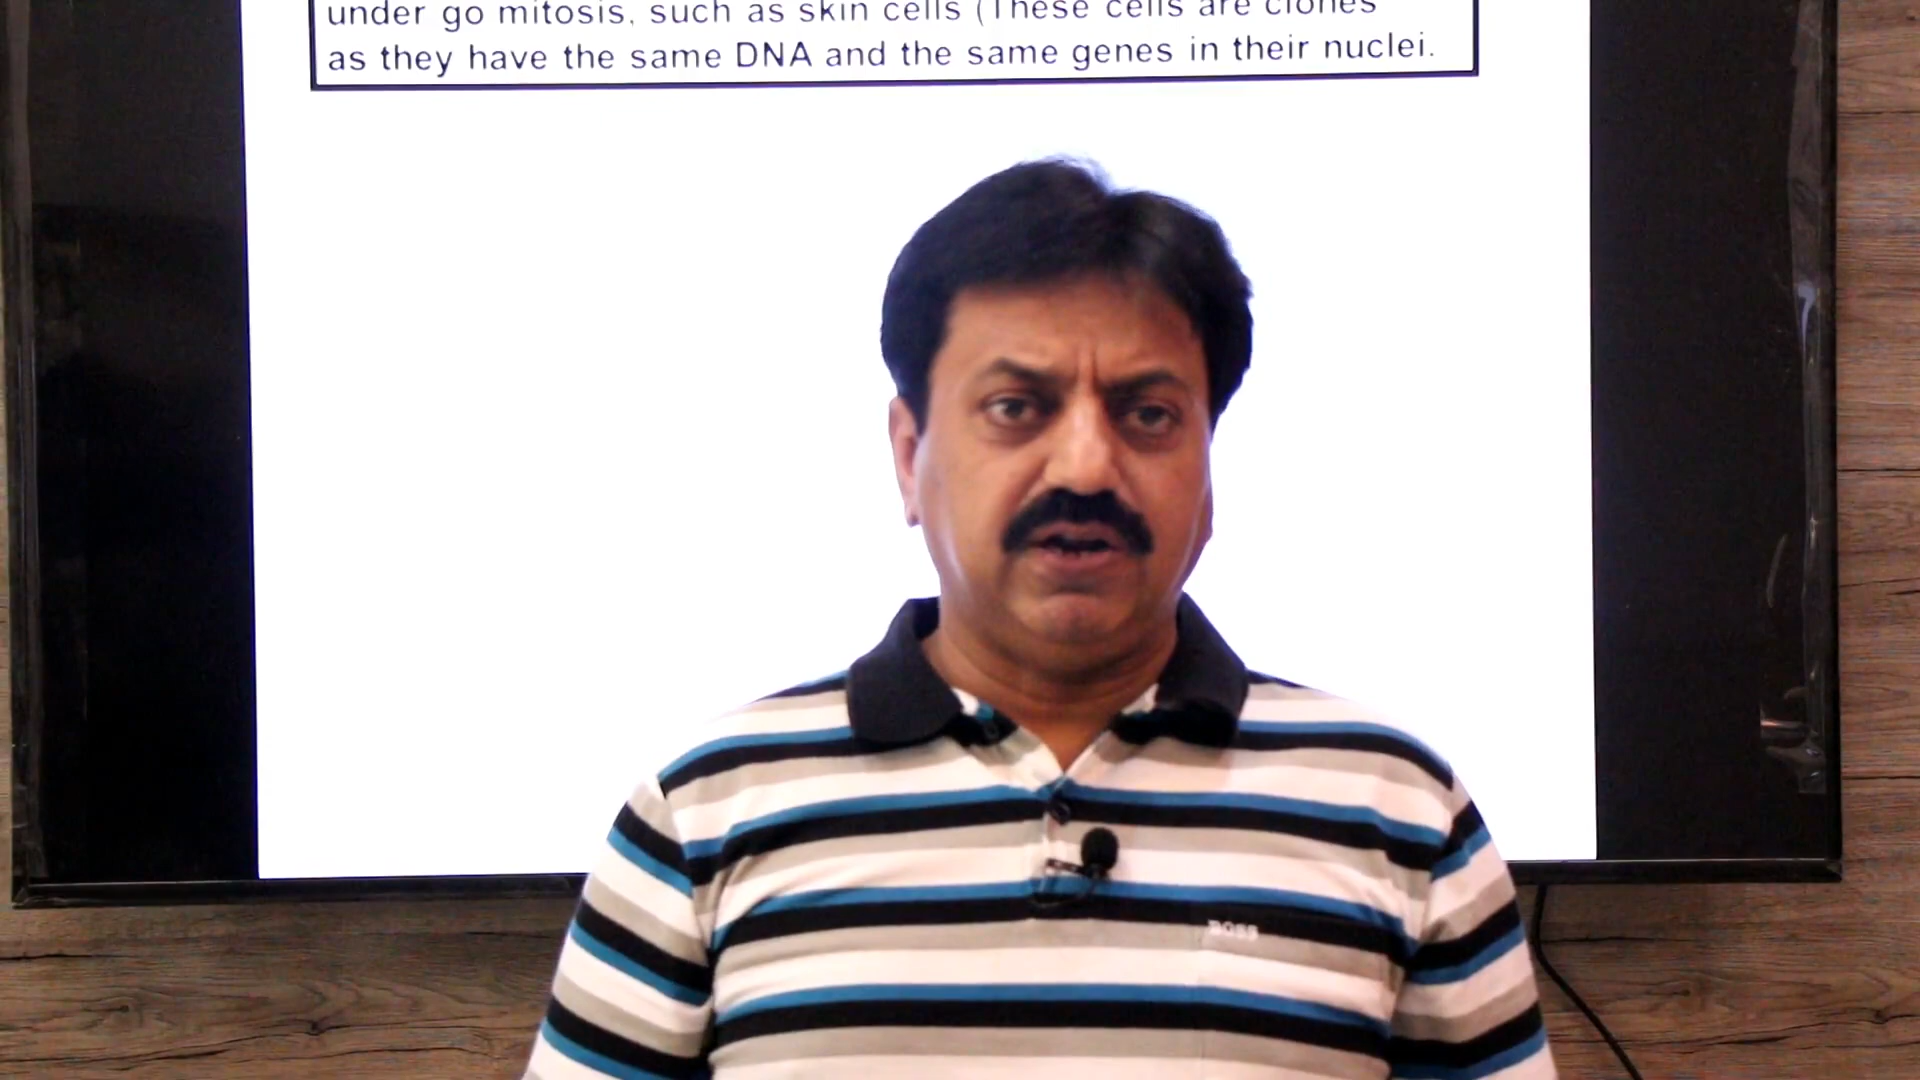 under go mitosis, such as skin cells (These cells are clones
as they have the same DNA and the same genes in their nuclei.
BOSS